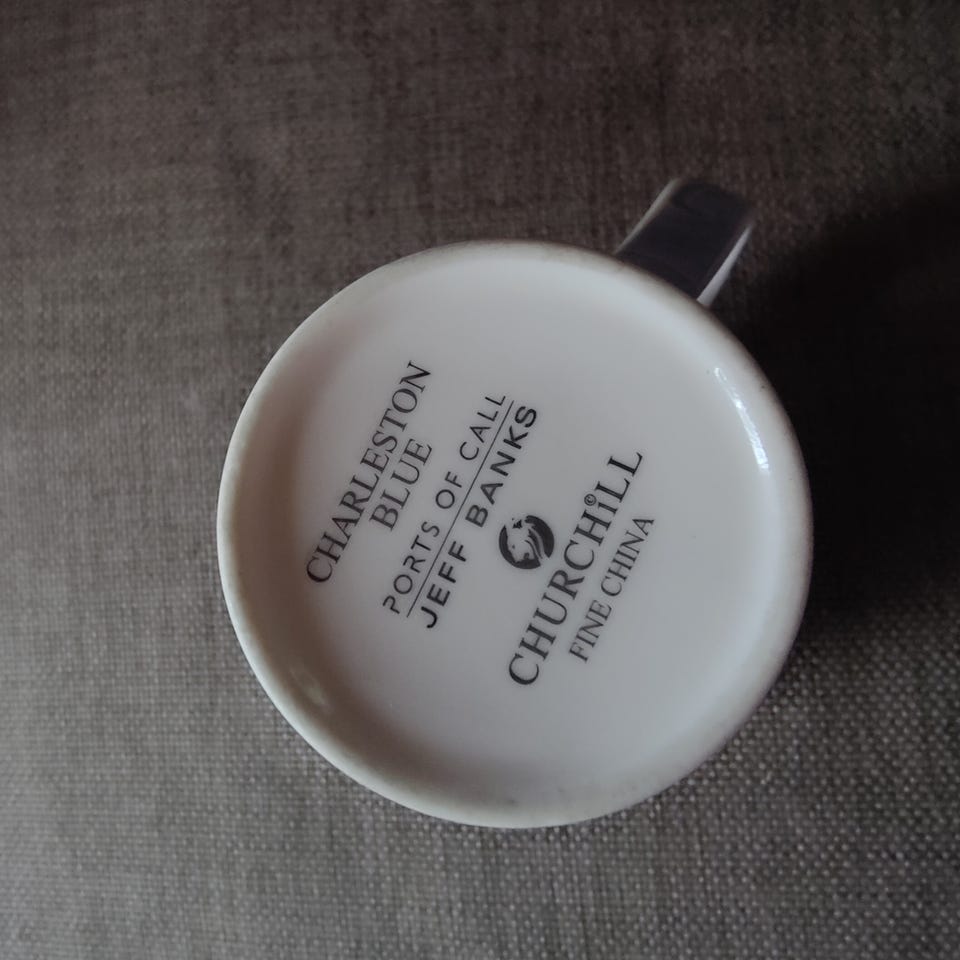 CHARLESTON
BLUE
PORTS OF CALL
JEFF BANKS
CHURCHiLL
©
FINE CHINA